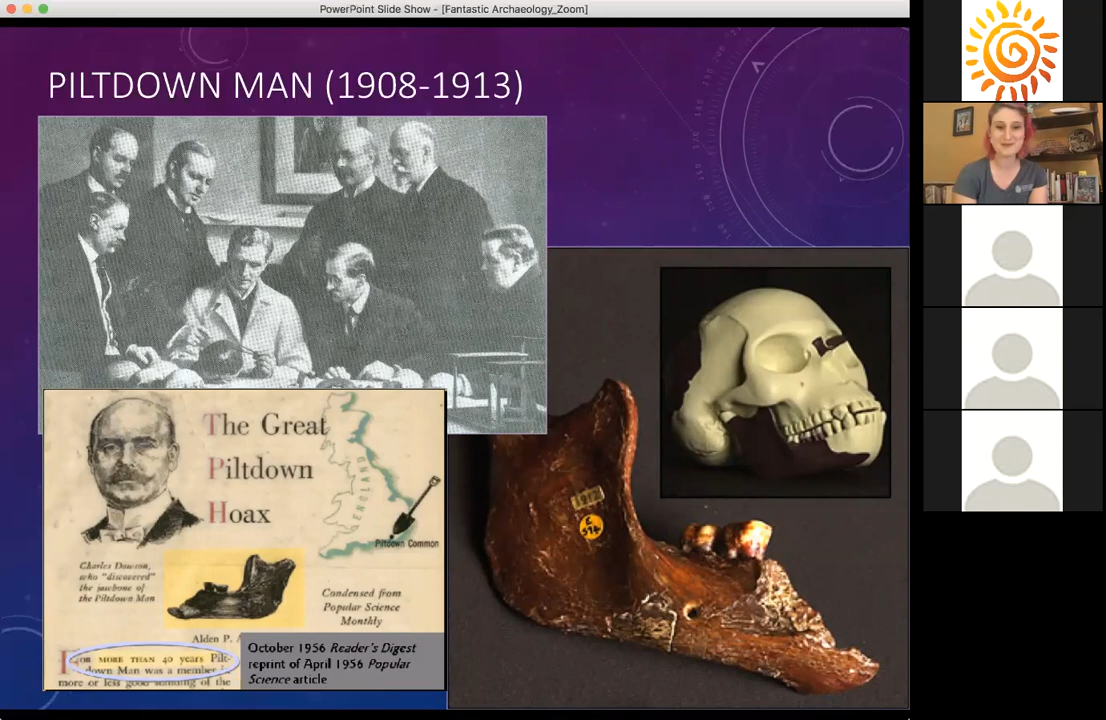 PowerPoint Slide Show - [Fantastic Archaeology_Zoom]
PILTDOWN MAN (1908-1913)
The Great
Piltdown
Hoax
ENGLAND
Piltdown Common
Charles Dawson,
who "discovered"
the jawbone of
the Piltdown Man
Condensed from
Popular Science
Monthly
Alden P.
FOR MORE THAN 40 years Pilt-
down Man was a member
more or less good standing of the
October 1956 Reader's Digest
reprint of April 1956 Popular
Science article
1912
E
594